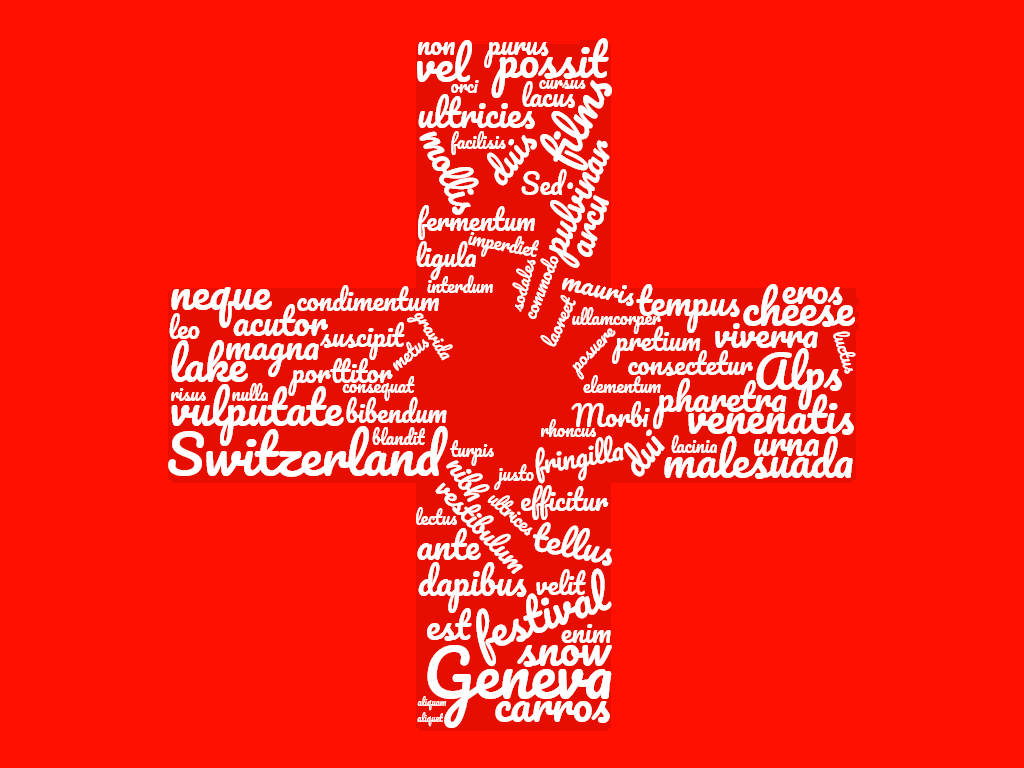 non purus
vel possit
orci cursus
lacus
ultricies films
facilisis duis
mollis
Sed
pulvinar
fermentum arcu
imperdiet
ligula
sodales commodo
interdum
mauris
neque condimentum
tempus eros
cheese
leo acutor gravida
laoreet ullamcorper
suscipit
posuere pretium viverra luctus
magna metus
lake porttitor
consectetur Alps
consequat
elementum
risus nulla
pharetra
vulputate bibendum
Morbi venenatis
blandit rhoncus
Switzerland turpis
fringilla dui lacinia urna
malesuada
nibh justo
vestibulum ultrices efficitur
lectus
ante tellus
dapibus velit
est festival
enim
snow
Geneva
aliquam
carros
aliquet